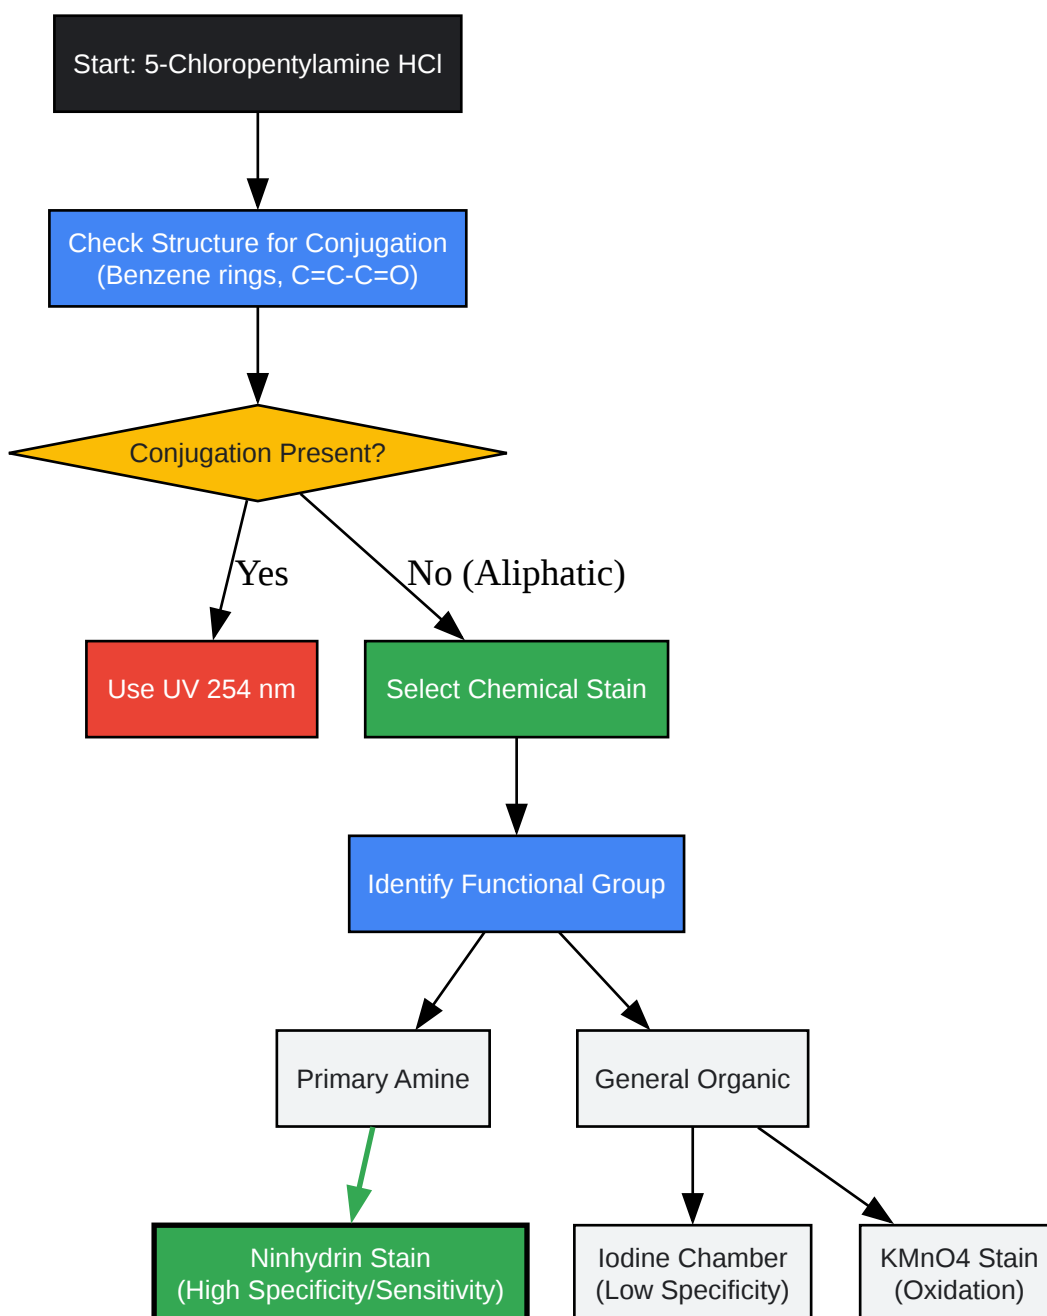 Start: 5-Chloropentylamine HCl
Check Structure for Conjugation
(Benzene rings, C=C-C=O)
Conjugation Present?
Yes
No (Aliphatic)
Use UV 254 nm
Select Chemical Stain
Identify Functional Group
Primary Amine
General Organic
Ninhydrin Stain
(High Specificity/Sensitivity)
Iodine Chamber
(Low Specificity)
KMnO4 Stain
(Oxidation)